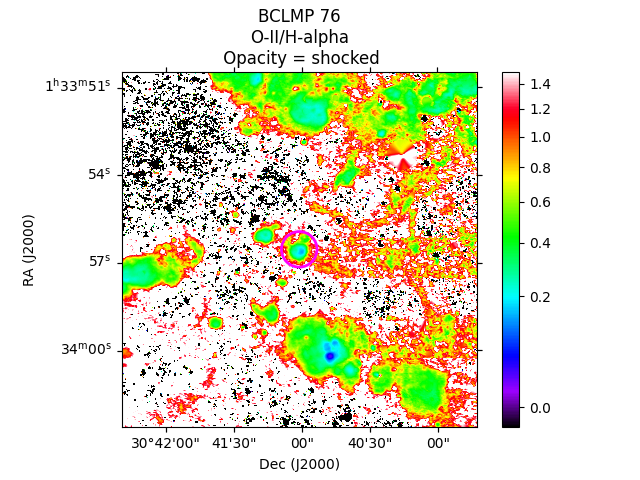 BCLMP 76
O-II/H-alpha
Opacity = shocked
1ʰ33ᵐ51ˢ
54ˢ
57ˢ
34ᵐ00ˢ
RA (J2000)
30°42'00" 41'30" 00" 40'30" 00"
Dec (J2000)
1.4
1.2
1.0
0.8
0.6
0.4
0.2
0.0